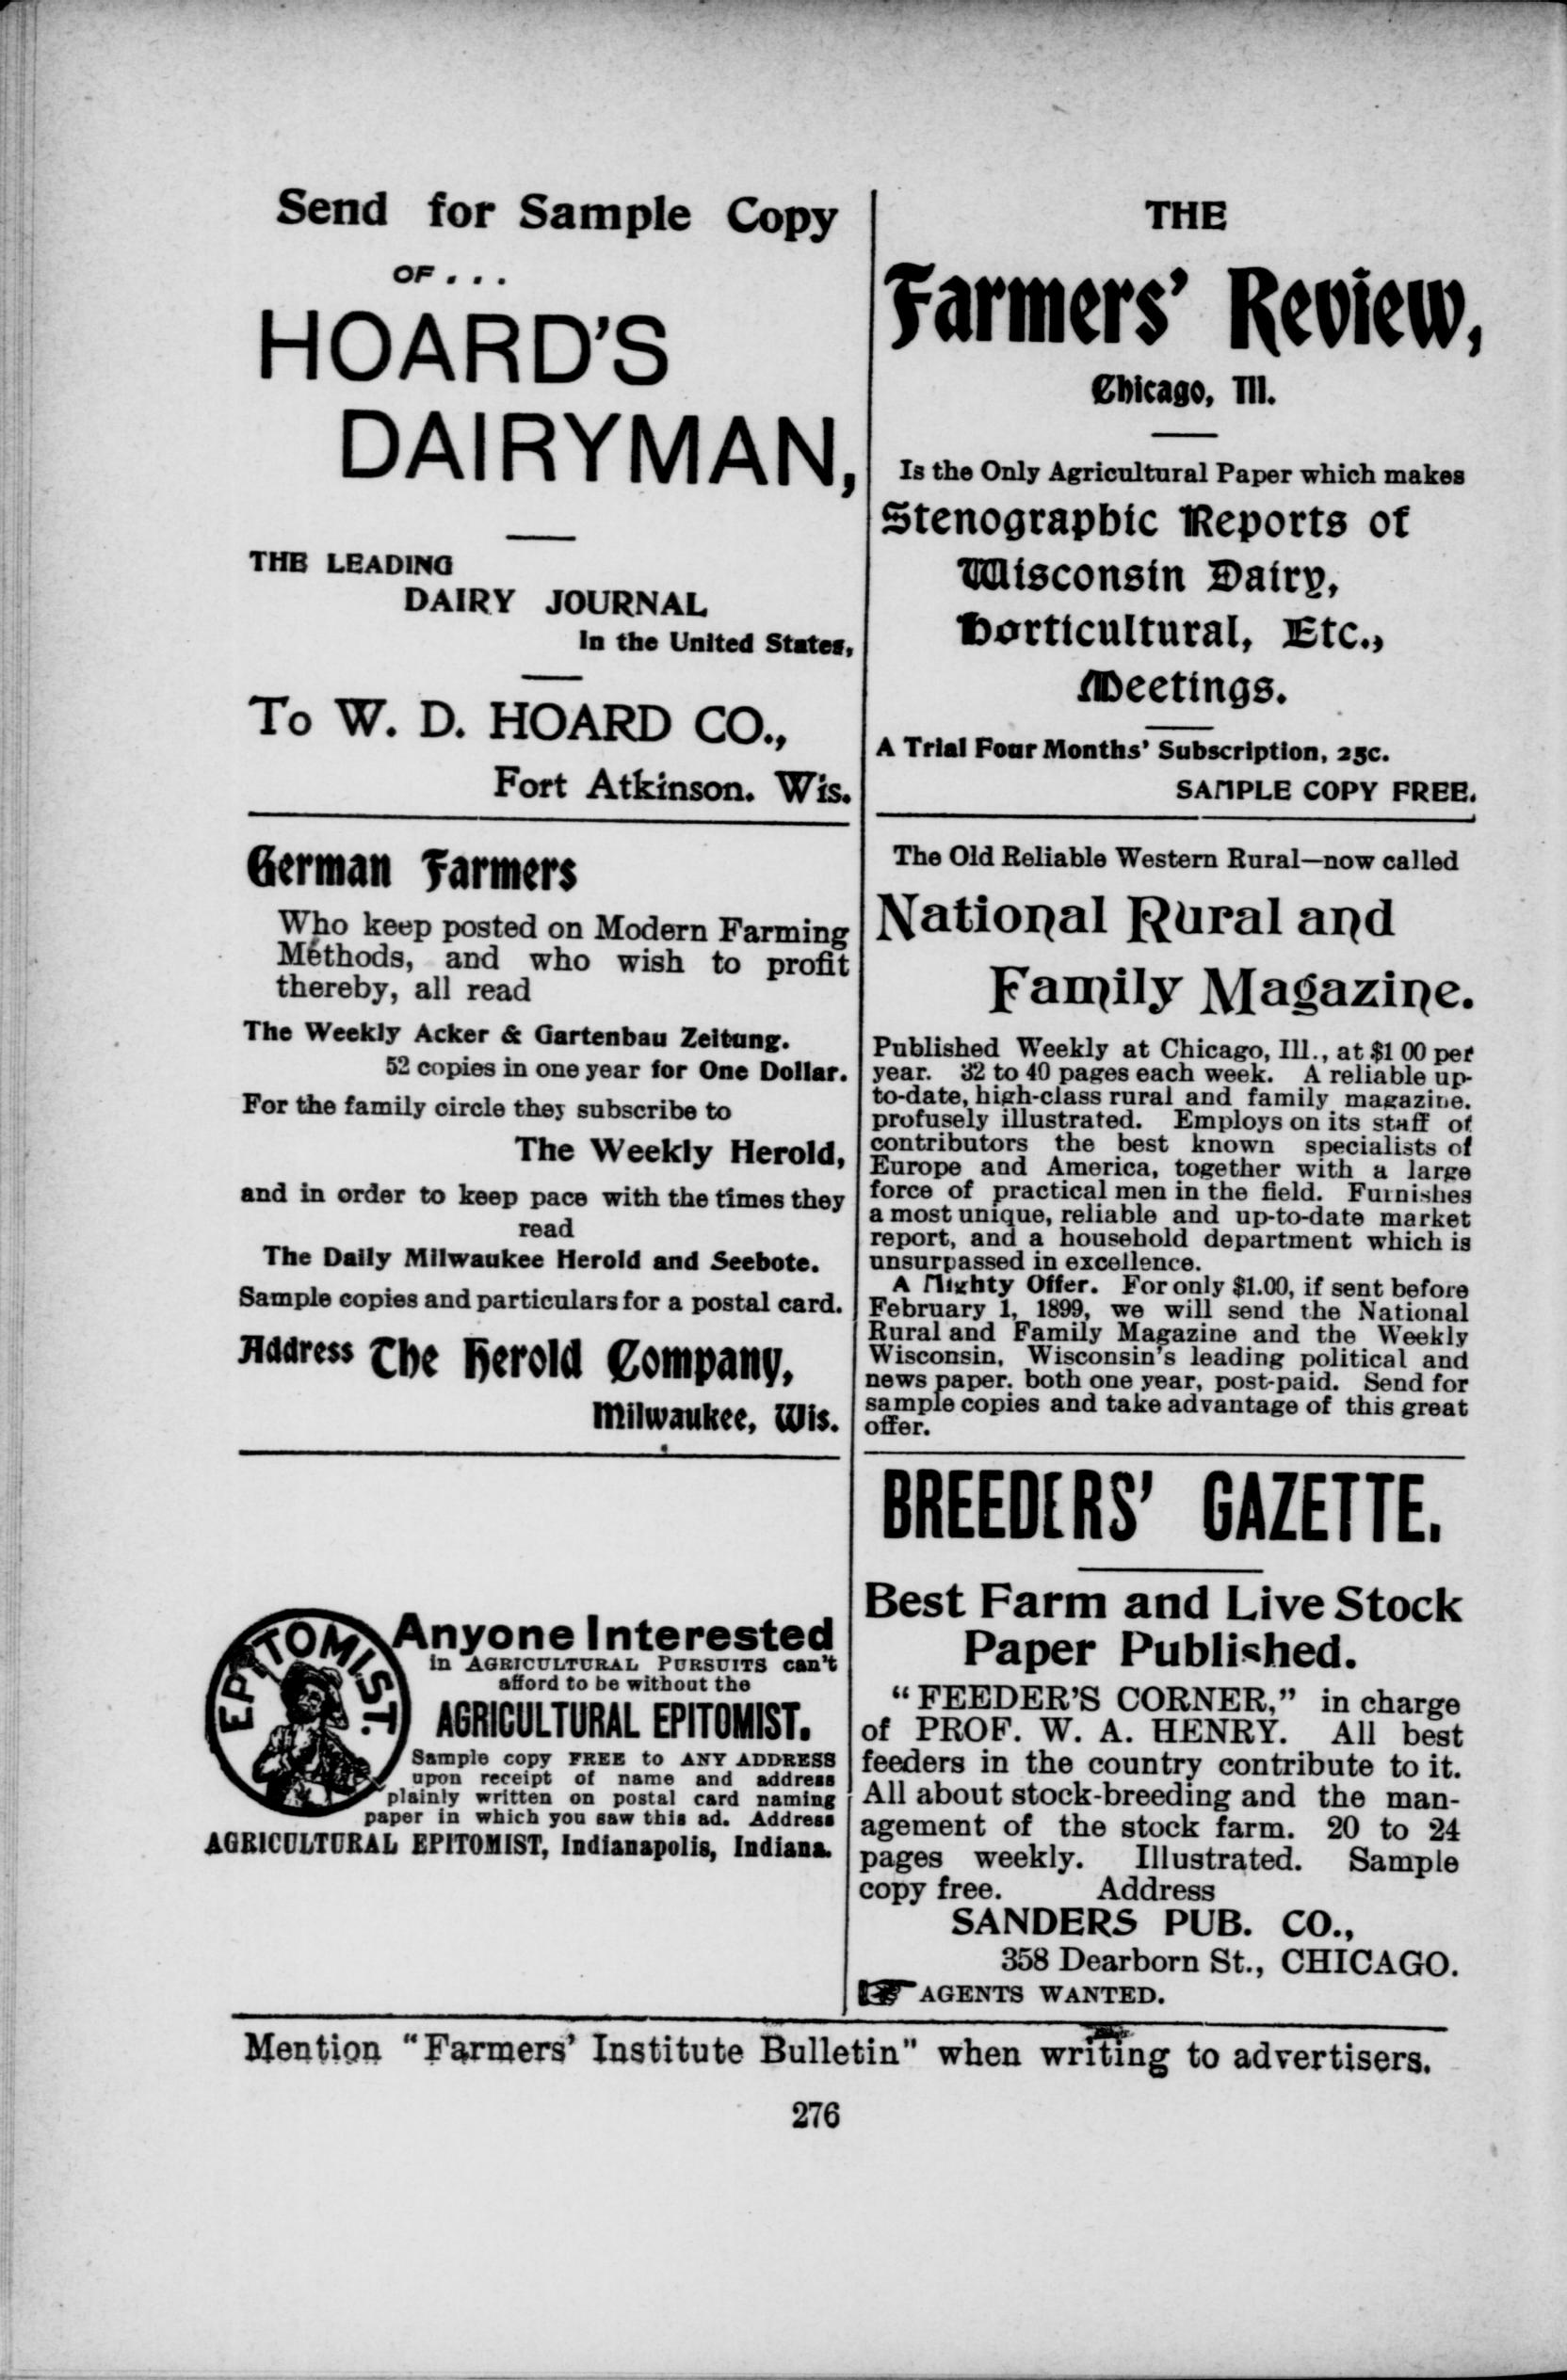 Send for Sample Copy
OF . . .
HOARD'S
DAIRYMAN,
THE LEADING
DAIRY JOURNAL
In the United States,
To W. D. HOARD CO.,
Fort Atkinson. Wis.
German Farmers
Who keep posted on Modern Farming
Methods, and who wish to profit
thereby, all read
The Weekly Acker & Gartenbau Zeitung.
52 copies in one year for One Dollar.
For the family circle they subscribe to
The Weekly Herold,
and in order to keep pace with the times they
read
The Daily Milwaukee Herold and Seebote.
Sample copies and particulars for a postal card.
Address The Herold Company,
Milwaukee, Wis.
EPITOMIST.
Anyone Interested
in AGRICULTURAL PURSUITS can't
afford to be without the
AGRICULTURAL EPITOMIST.
Sample copy FREE to ANY ADDRESS
upon receipt of name and address
plainly written on postal card naming
paper in which you saw this ad. Address
AGRICULTURAL EPITOMIST, Indianapolis, Indiana.
THE
Farmers' Review,
Chicago, Ill.
Is the Only Agricultural Paper which makes
Stenographic Reports of
Wisconsin Dairy,
Horticultural, Etc.,
Meetings.
A Trial Four Months' Subscription, 25c.
SAMPLE COPY FREE.
The Old Reliable Western Rural—now called
National Rural and
Family Magazine.
Published Weekly at Chicago, Ill., at $1 00 per
year. 32 to 40 pages each week. A reliable up-
to-date, high-class rural and family magazine.
profusely illustrated. Employs on its staff of
contributors the best known specialists of
Europe and America, together with a large
force of practical men in the field. Furnishes
a most unique, reliable and up-to-date market
report, and a household department which is
unsurpassed in excellence.
A Mighty Offer. For only $1.00, if sent before
February 1, 1899, we will send the National
Rural and Family Magazine and the Weekly
Wisconsin, Wisconsin's leading political and
news paper. both one year, post-paid. Send for
sample copies and take advantage of this great
offer.
BREEDERS' GAZETTE.
Best Farm and Live Stock
Paper Published.
"FEEDER'S CORNER," in charge
of PROF. W. A. HENRY. All best
feeders in the country contribute to it.
All about stock-breeding and the man-
agement of the stock farm. 20 to 24
pages weekly. Illustrated. Sample
copy free. Address
SANDERS PUB. CO.,
358 Dearborn St., CHICAGO.
☞ AGENTS WANTED.
Mention "Farmers' Institute Bulletin" when writing to advertisers.
276